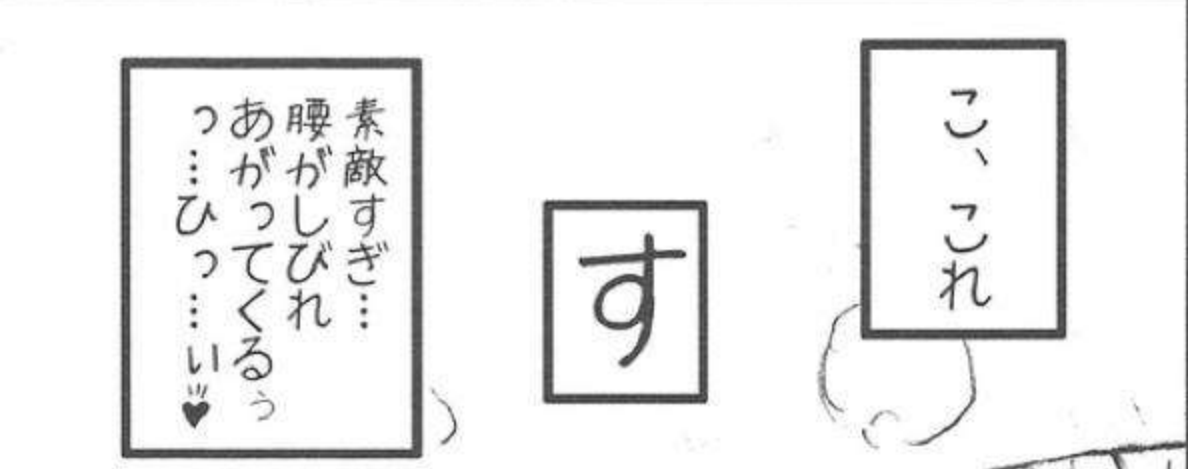 こ、これ
す
素敵すぎ…
腰がしびれ
あがってくるぅ
っ…ひっ…い♥